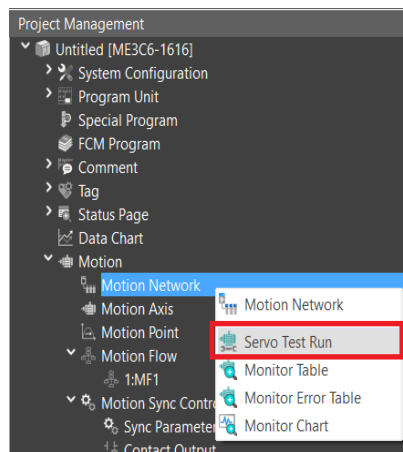 Project Management
Untitled [ME3C6-1616]
System Configuration
Program Unit
Special Program
FCM Program
Comment
Tag
Status Page
Data Chart
Motion
Motion Network
Motion Axis
Motion Point
Motion Flow
1:MF1
Motion Sync Contro
Sync Parameter
Contact Output
Motion Network
Servo Test Run
Monitor Table
Monitor Error Table
Monitor Chart